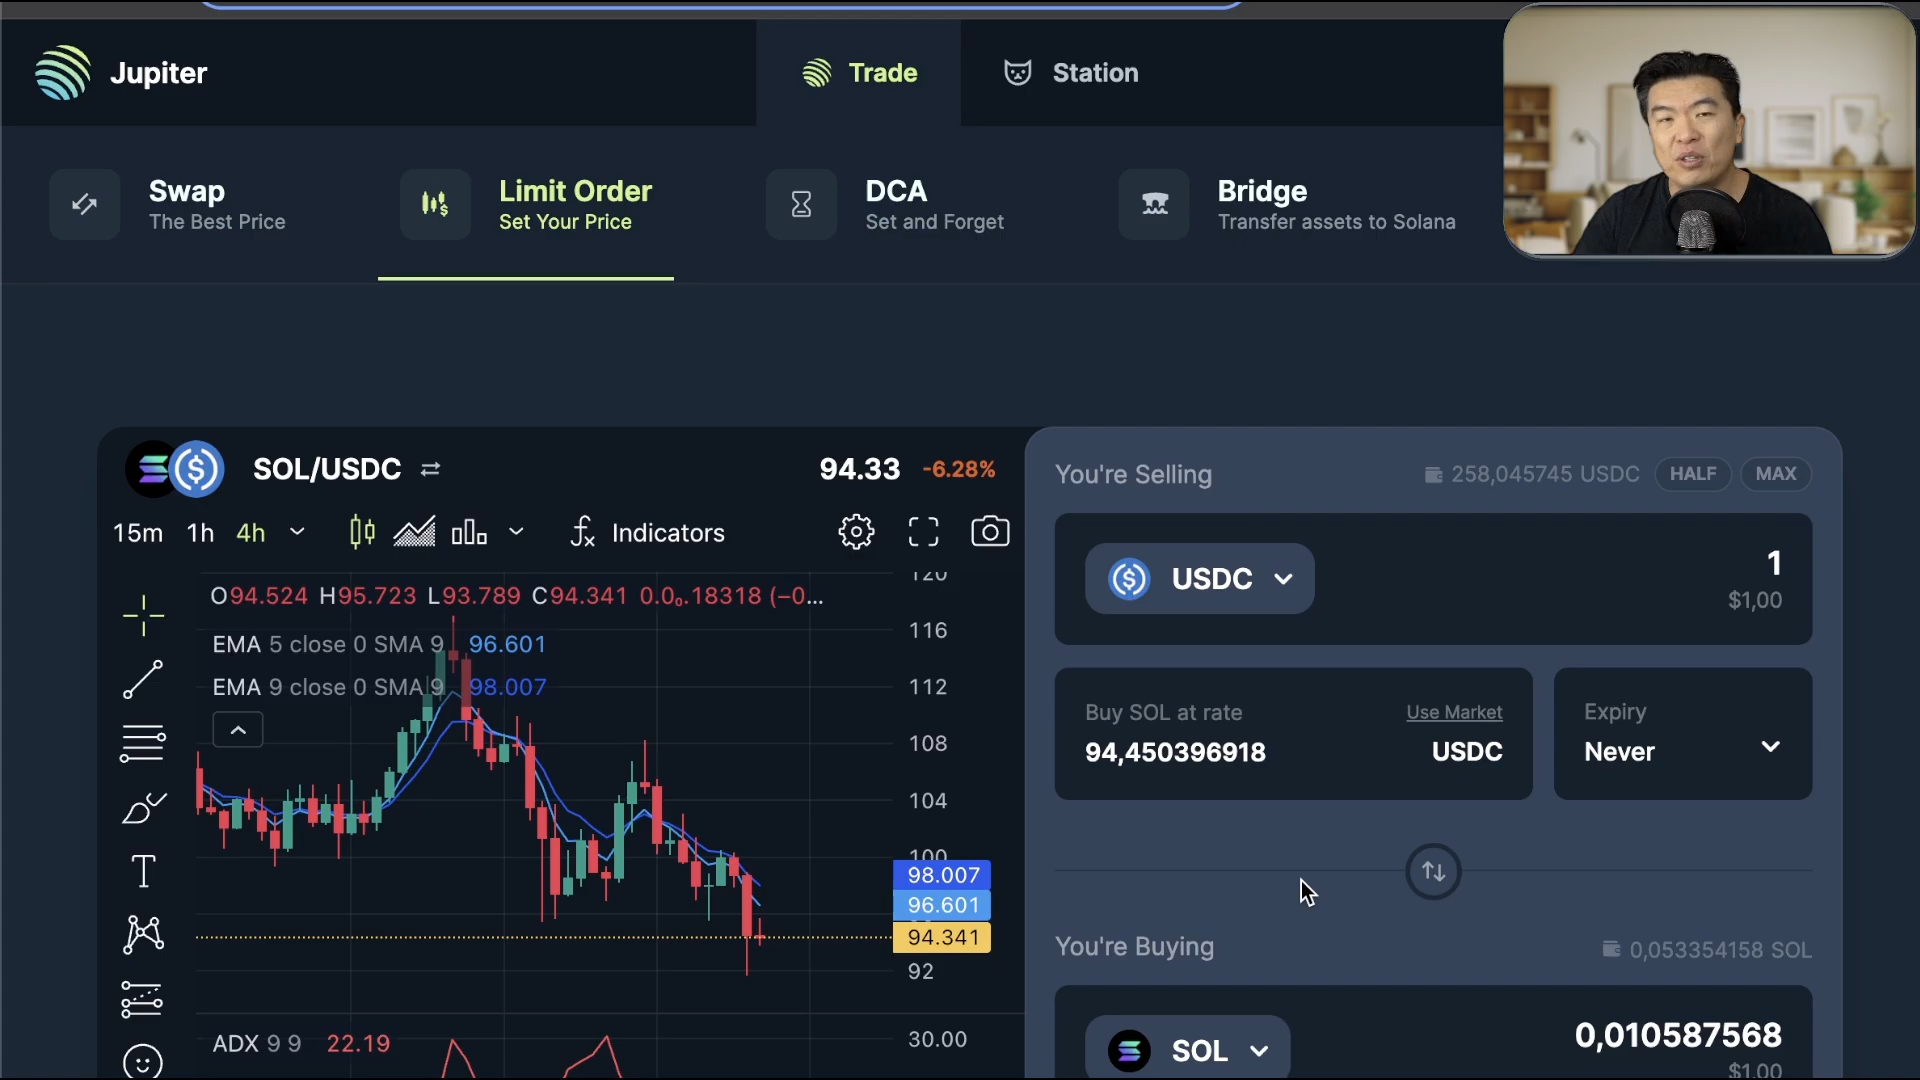 Jupiter
Trade
Station
Swap
The Best Price
Limit Order
Set Your Price
DCA
Set and Forget
Bridge
Transfer assets to Solana
SOL/USDC
94.33 -6.28%
15m 1h 4h
Indicators
O94.524 H95.723 L93.789 C94.341 0.0₀.18318 (−0...
EMA 5 close 0 SMA 9 96.601
EMA 9 close 0 SMA 9 98.007
120
116
112
108
104
100
98.007
96.601
94.341
92
ADX 9 9 22.19
30.00
You're Selling
258,045745 USDC HALF MAX
USDC
1
$1,00
Buy SOL at rate
Use Market
94,450396918 USDC
Expiry
Never
You're Buying
0,053354158 SOL
SOL
0,010587568
$1,00